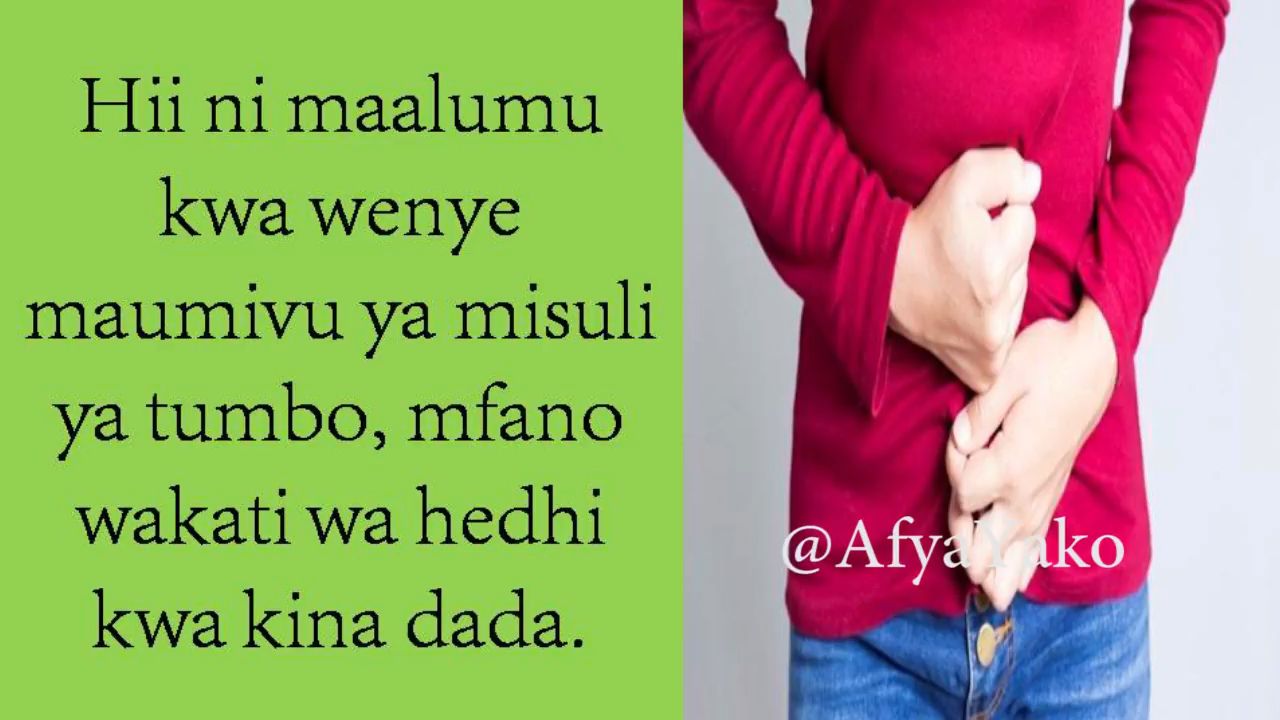 Hii ni maalumu
kwa wenye
maumivu ya misuli
ya tumbo, mfano
wakati wa hedhi
kwa kina dada.
@AfyaYako